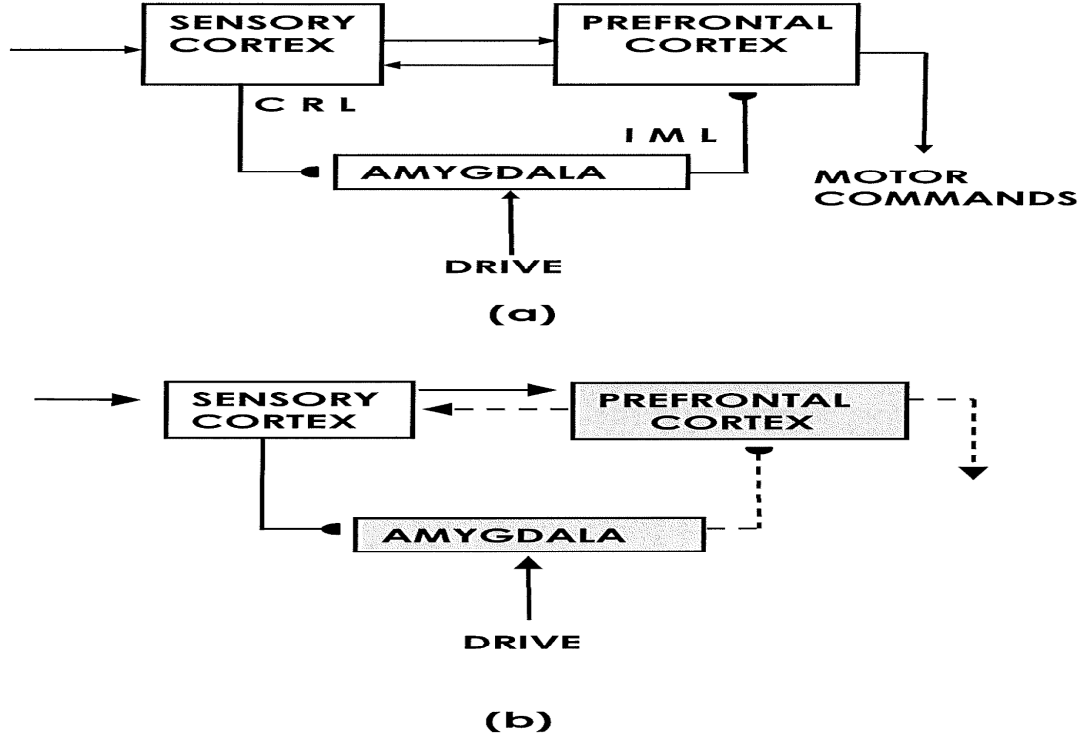 SENSORY
CORTEX
PREFRONTAL
CORTEX
C R L
I M L
AMYGDALA
MOTOR
COMMANDS
DRIVE
(a)
SENSORY
CORTEX
PREFRONTAL
CORTEX
AMYGDALA
DRIVE
(b)